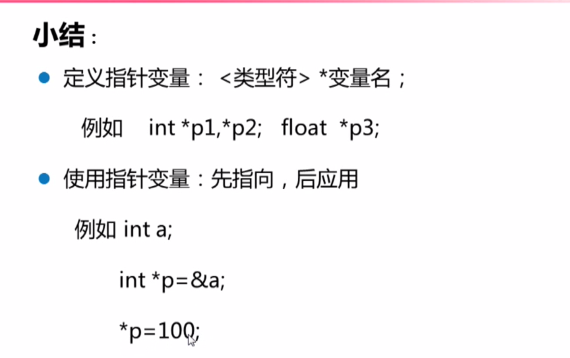 小结：
定义指针变量：<类型符> *变量名；
例如 int *p1,*p2; float *p3;
使用指针变量：先指向，后应用
例如 int a;
int *p=&a;
*p=100;